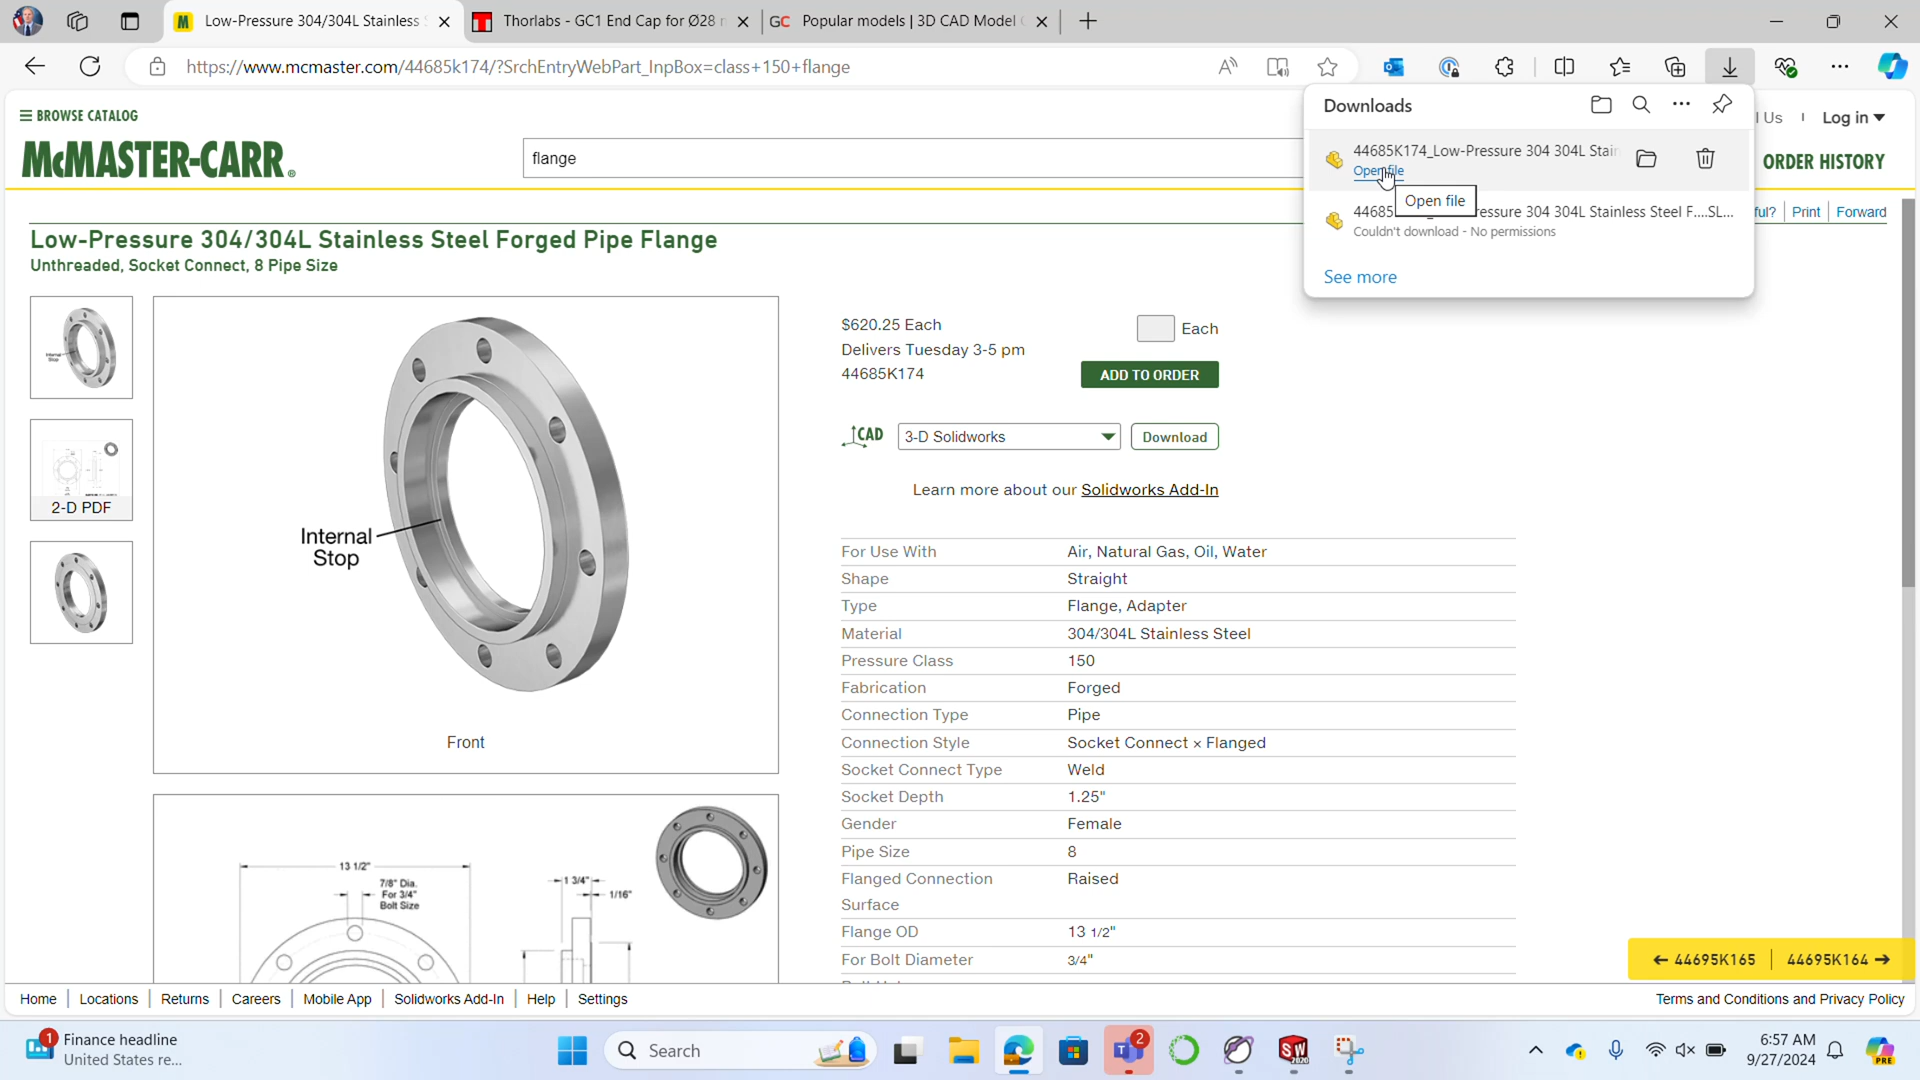 Low-Pressure 304/304L Stainless S
Thorlabs - GC1 End Cap for Ø28 m
GC Popular models | 3D CAD Model C
https://www.mcmaster.com/44685k174/?SrchEntryWebPart_InpBox=class+150+flange
Downloads
44685K174_Low-Pressure 304 304L Stain
Open file
Open file
44685 ressure 304 304L Stainless Steel F....SL...
Couldn't download - No permissions
See more
BROWSE CATALOG
McMASTER-CARR®
flange
l Us
Log in
ORDER HISTORY
ful? Print Forward
Low-Pressure 304/304L Stainless Steel Forged Pipe Flange
Unthreaded, Socket Connect, 8 Pipe Size
2-D PDF
Internal
Stop
Front
$620.25 Each
Each
Delivers Tuesday 3-5 pm
44685K174
ADD TO ORDER
CAD
3-D Solidworks
Download
Learn more about our Solidworks Add-In
For Use With Air, Natural Gas, Oil, Water
Shape Straight
Type Flange, Adapter
Material 304/304L Stainless Steel
Pressure Class 150
Fabrication Forged
Connection Type Pipe
Connection Style Socket Connect × Flanged
Socket Connect Type Weld
Socket Depth 1.25"
Gender Female
Pipe Size 8
Flanged Connection Raised
Surface
Flange OD 13 1/2"
For Bolt Diameter 3/4"
13 1/2"
7/8" Dia.
For 3/4"
Bolt Size
1 3/4"
1/16"
← 44695K165
44695K164 →
Home
Locations
Returns
Careers
Mobile App
Solidworks Add-In
Help
Settings
Terms and Conditions and Privacy Policy
1
Finance headline
United States re...
Search
2
SW
2020
6:57 AM
9/27/2024
PRE